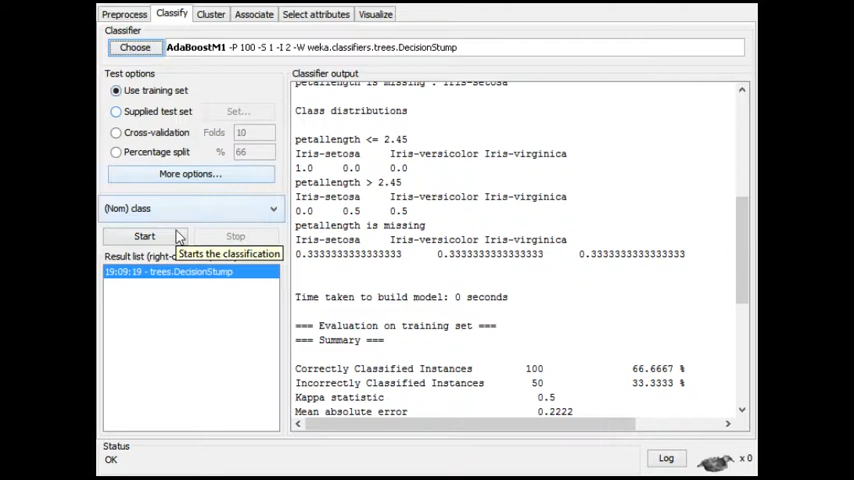 Preprocess Classify Cluster Associate Select attributes Visualize
Classifier
Choose AdaBoostM1 -P 100 -S 1 -I 2 -W weka.classifiers.trees.DecisionStump
Test options
Use training set
Supplied test set Set...
Cross-validation Folds 10
Percentage split % 66
More options...
(Nom) class
Start Stop
Starts the classification
Result list (right-c
19:09:19 - trees.DecisionStump
Classifier output
petallength is missing : Iris-setosa
Class distributions
petallength <= 2.45
Iris-setosa Iris-versicolor Iris-virginica
1.0 0.0 0.0
petallength > 2.45
Iris-setosa Iris-versicolor Iris-virginica
0.0 0.5 0.5
petallength is missing
Iris-setosa Iris-versicolor Iris-virginica
0.3333333333333333 0.3333333333333333 0.3333333333333333
Time taken to build model: 0 seconds
=== Evaluation on training set ===
=== Summary ===
Correctly Classified Instances 100 66.6667 %
Incorrectly Classified Instances 50 33.3333 %
Kappa statistic 0.5
Mean absolute error 0.2222
Status
OK
Log x 0